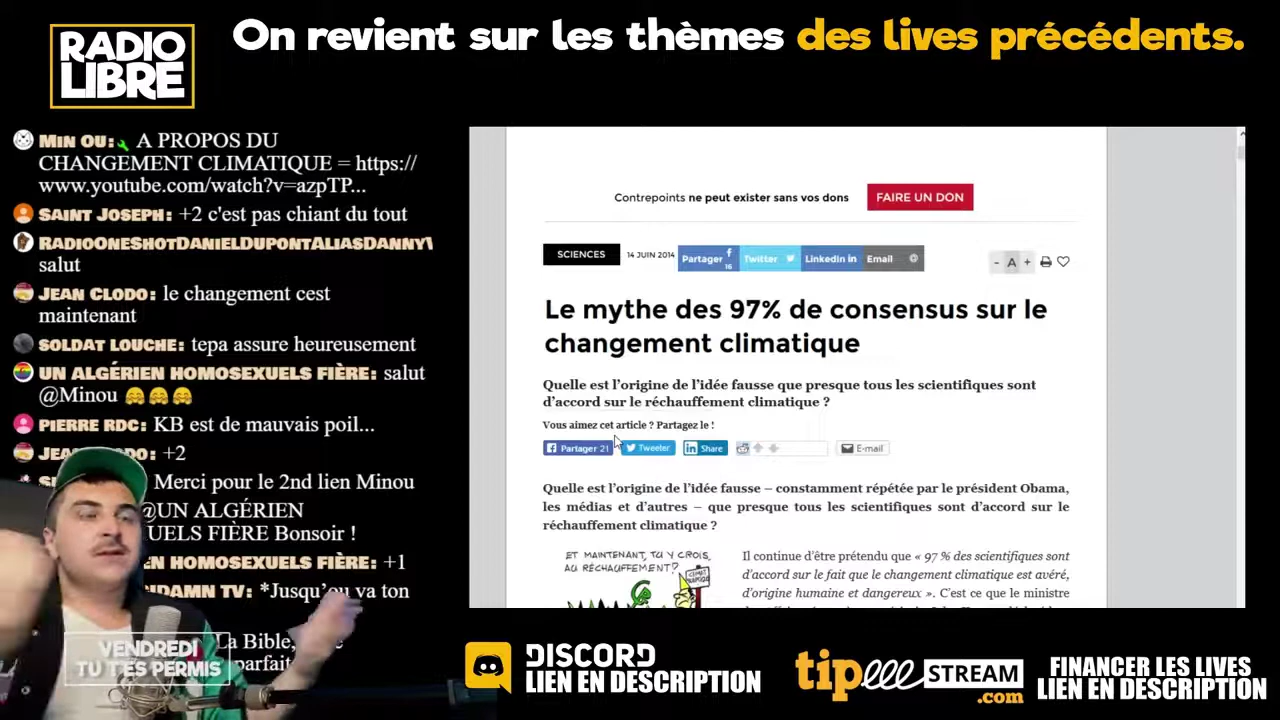 RADIO
LIBRE
On revient sur les thèmes des lives précédents.
MIN OU: A PROPOS DU
CHANGEMENT CLIMATIQUE = https://
www.youtube.com/watch?v=azpTP...
SAINT JOSEPH: +2 c'est pas chiant du tout
RADIOONESHOTDANIELDUPONTALIASDANNY
salut
JEAN CLODO: le changement cest
maintenant
SOLDAT LOUCHE: tepa assure heureusement
UN ALGÉRIEN HOMOSEXUELS FIÈRE: salut
@Minou 🤗🤗🤗
PIERRE RDC: KB est de mauvais poil...
+2
Merci pour le 2nd lien Minou
@UN ALGÉRIEN
FIÈRE Bonsoir !
HOMOSEXUELS FIÈRE: +1
TV: *Jusqu'ou va ton
La Bible,
parfait
VENDREDI
TU T'ES PERMIS
Contrepoints ne peut exister sans vos dons
FAIRE UN DON
SCIENCES
14 JUIN 2014
Partager 16
Twitter
LinkedIn in
Email
- A +
Le mythe des 97% de consensus sur le
changement climatique
Quelle est l'origine de l'idée fausse que presque tous les scientifiques sont
d'accord sur le réchauffement climatique ?
Vous aimez cet article ? Partagez le !
Partager 21
Tweeter
in Share
E-mail
Quelle est l'origine de l'idée fausse – constamment répétée par le président Obama,
les médias et d'autres – que presque tous les scientifiques sont d'accord sur le
réchauffement climatique ?
ET MAINTENANT, TU Y CROIS,
AU RÉCHAUFFEMENT?
Il continue d'être prétendu que « 97 % des scientifiques sont
d'accord sur le fait que le changement climatique est avéré,
d'origine humaine et dangereux ». C'est ce que le ministre
DISCORD
LIEN EN DESCRIPTION
tipeee STREAM
.com
FINANCER LES LIVES
LIEN EN DESCRIPTION